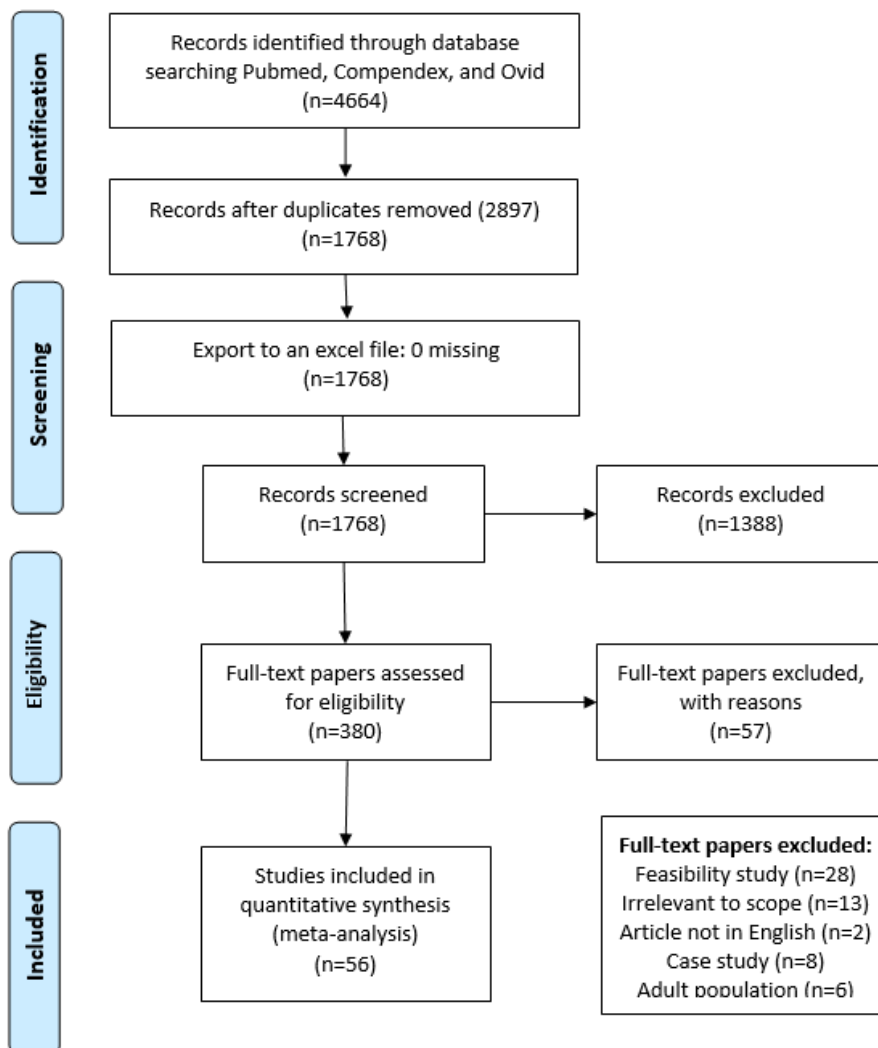 Identification
Records identified through database
searching Pubmed, Compendex, and Ovid
(n=4664)
Records after duplicates removed (2897)
(n=1768)
Screening
Export to an excel file: 0 missing
(n=1768)
Records screened
(n=1768)
Records excluded
(n=1388)
Eligibility
Full-text papers assessed
for eligibility
(n=380)
Full-text papers excluded,
with reasons
(n=57)
Included
Studies included in
quantitative synthesis
(meta-analysis)
(n=56)
Full-text papers excluded:
Feasibility study (n=28)
Irrelevant to scope (n=13)
Article not in English (n=2)
Case study (n=8)
Adult population (n=6)